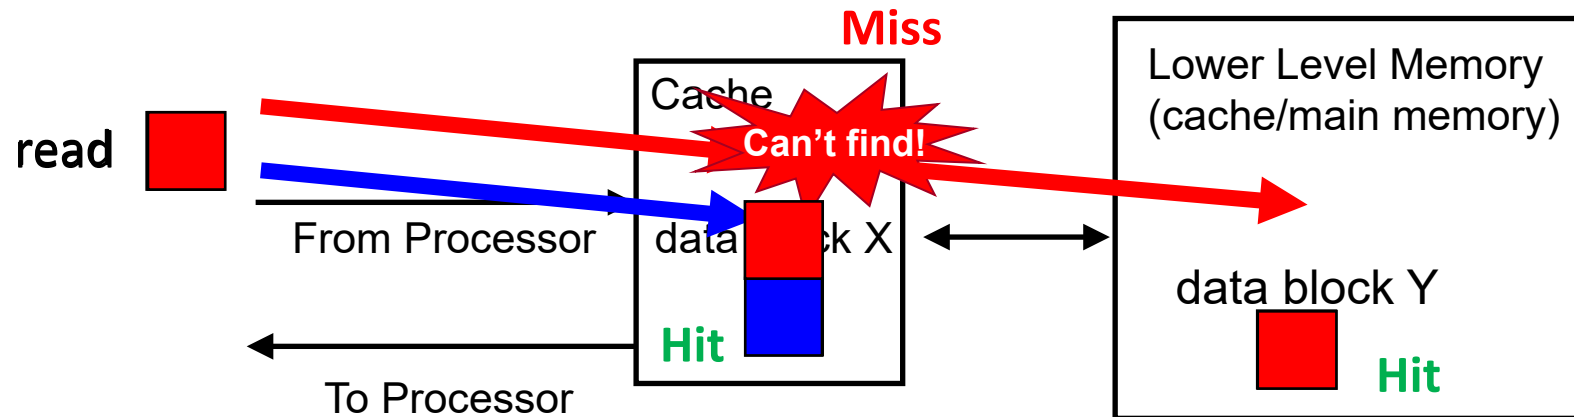 Miss
Lower Level Memory
(cache/main memory)
Cache
Can't find!
read
From Processor
data ck X
data block Y
Hit
Hit
To Processor